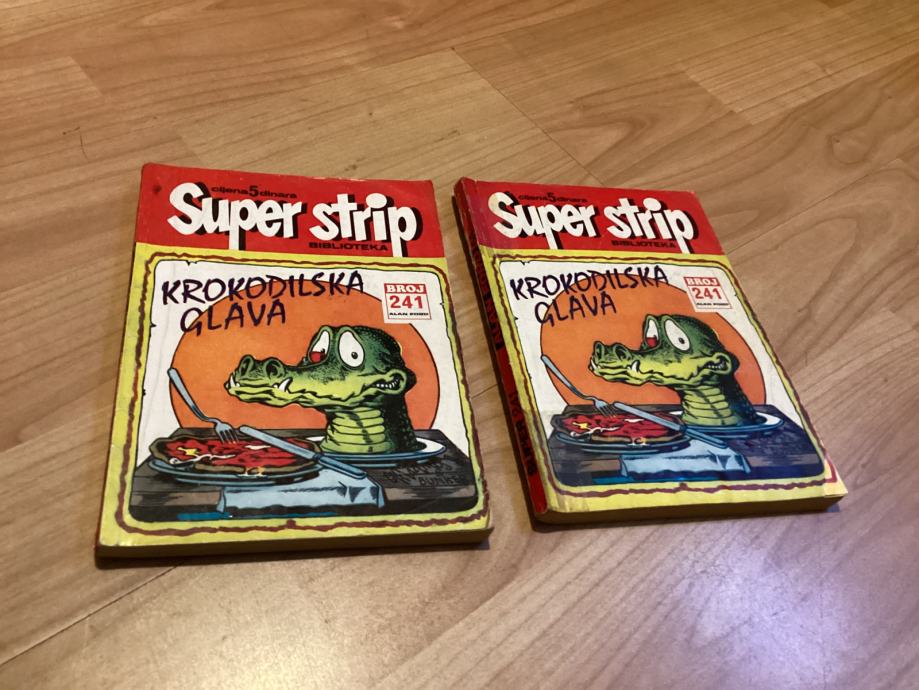 cijena 5 dinara
Super strip
BIBLIOTEKA
KROKODILSKA
GLAVA
BROJ
241
ALAN FORD
cijena 5 dinara
Super strip
BIBLIOTEKA
KROKODILSKA
GLAVA
BROJ
241
ALAN FORD